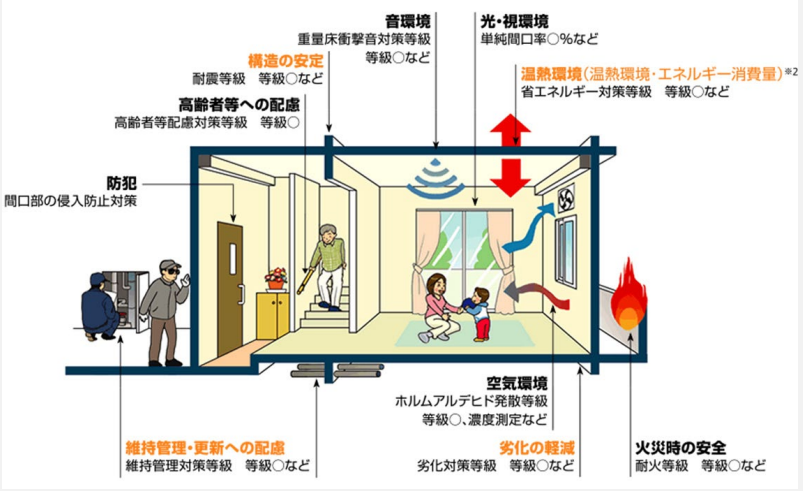 音環境
重量床衝撃音対策等級
等級○など
光・視環境
単純間口率○%など
構造の安定
耐震等級 等級○など
温熱環境(温熱環境・エネルギー消費量)※2
省エネルギー対策等級 等級○など
高齢者等への配慮
高齢者等配慮対策等級 等級○
防犯
間口部の侵入防止対策
空気環境
ホルムアルデヒド発散等級
等級○、濃度測定など
維持管理・更新への配慮
維持管理対策等級 等級○など
劣化の軽減
劣化対策等級 等級○など
火災時の安全
耐火等級 等級○など